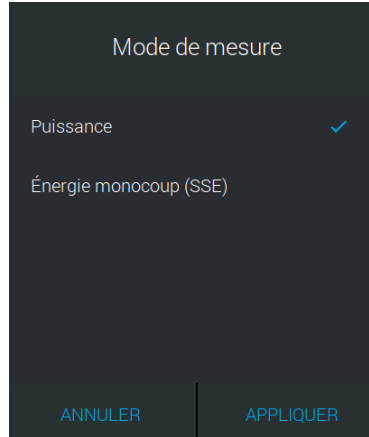 Mode de mesure
Puissance
Énergie monocoup (SSE)
ANNULER APPLIQUER